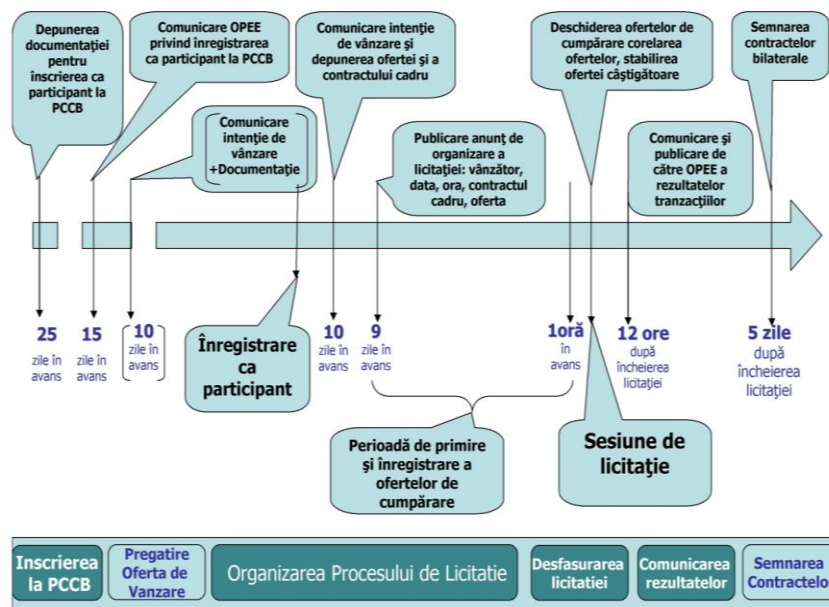 Depunerea
documentației
pentru
înscrierea ca
participant la
PCCB
Comunicare OPEE
privind înregistrarea
ca participant la PCCB
Comunicare
intenție de
vânzare
+Documentație
Comunicare intenție
de vânzare și
depunerea ofertei și a
contractului cadru
Publicare anunț de
organizare a
licitației: vânzător,
data, ora, contractul
cadru, oferta
Deschiderea ofertelor de
cumpărare corelarea
ofertelor, stabilirea
ofertei câștigătoare
Comunicare și
publicare de
către OPEE a
rezultatelor
tranzacțiilor
Semnarea
contractelor
bilaterale
25
zile în
avans
15
zile în
avans
10
zile în
avans
Înregistrare
ca
participant
10
zile în
avans
9
zile în
avans
1oră
în
avans
12 ore
după
încheierea
licitației
5 zile
după
încheierea
licitației
Perioadă de primire
și înregistrare a
ofertelor de
cumpărare
Sesiune de
licitație
Inscrierea
la PCCB
Pregatire
Oferta de
Vanzare
Organizarea Procesului de Licitatie
Desfasurarea
licitatiei
Comunicarea
rezultatelor
Semnarea
Contractelo